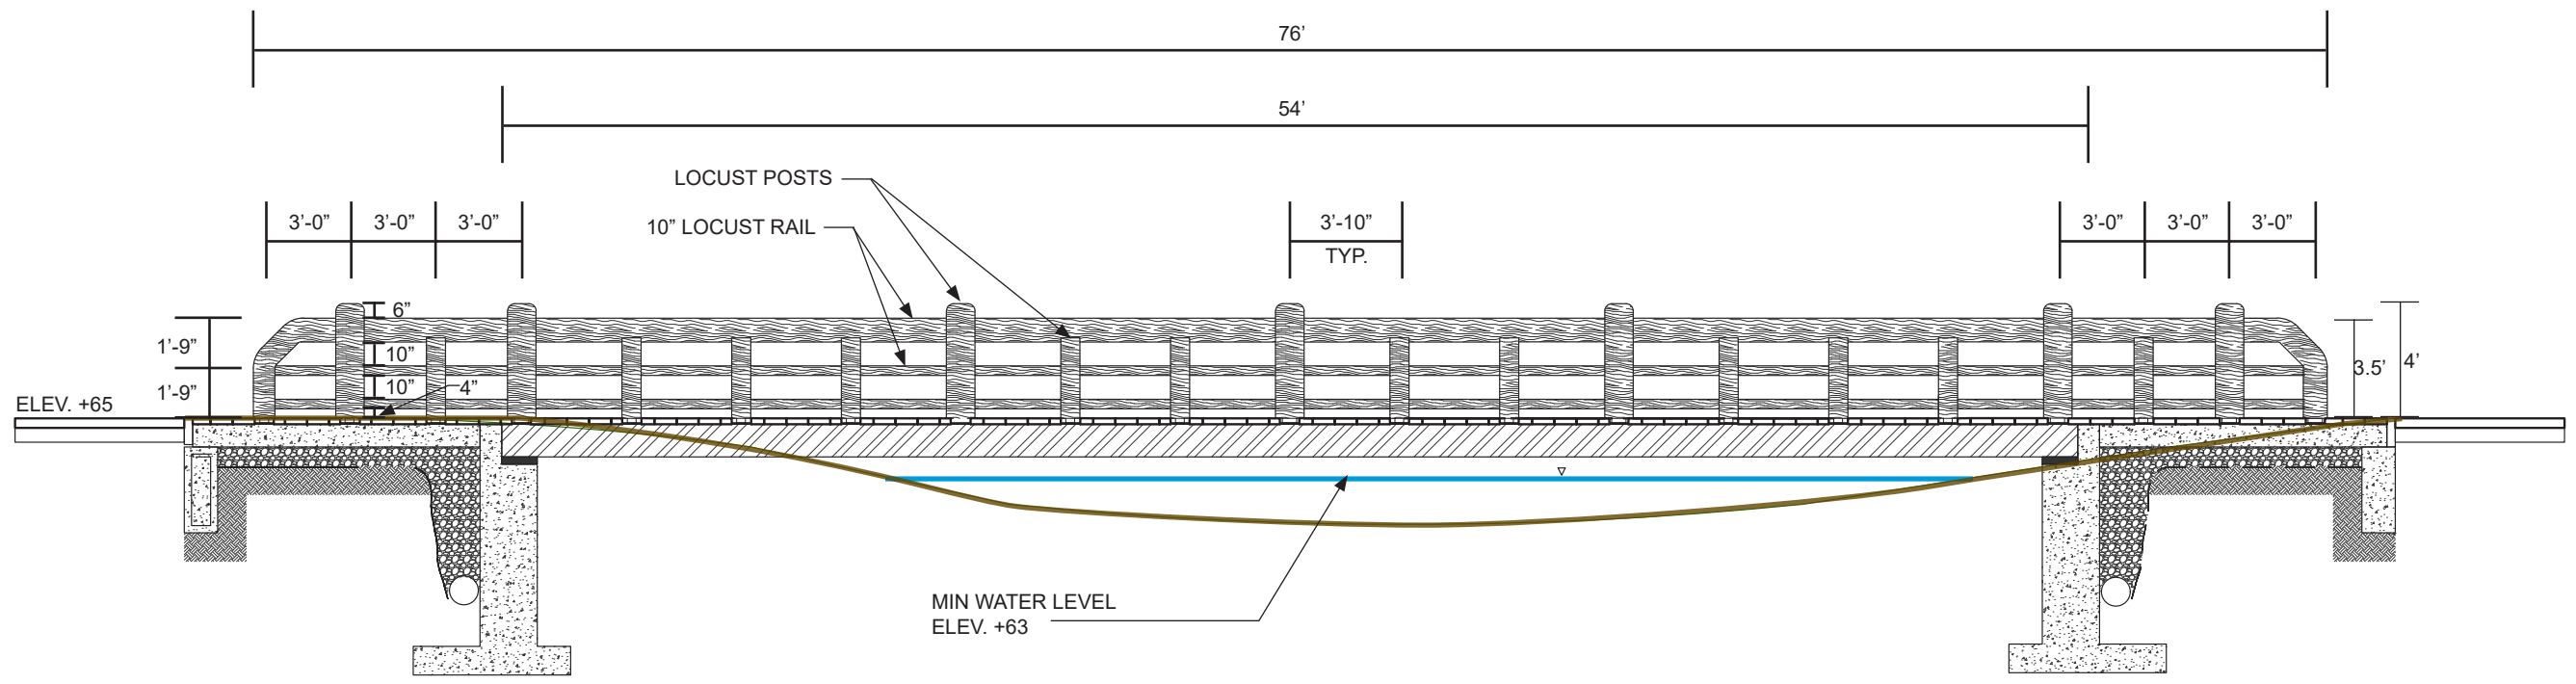 76’
54’
LOCUST POSTS
10” LOCUST RAIL
3’-0” 3’-0” 3’-0” 3’-10” 3’-0” 3’-0” 3’-0”
TYP.
6”
1’-9” 10”
3.5’ 4’
1’-9” 10” 4”
ELEV. +65
MIN WATER LEVEL
ELEV. +63